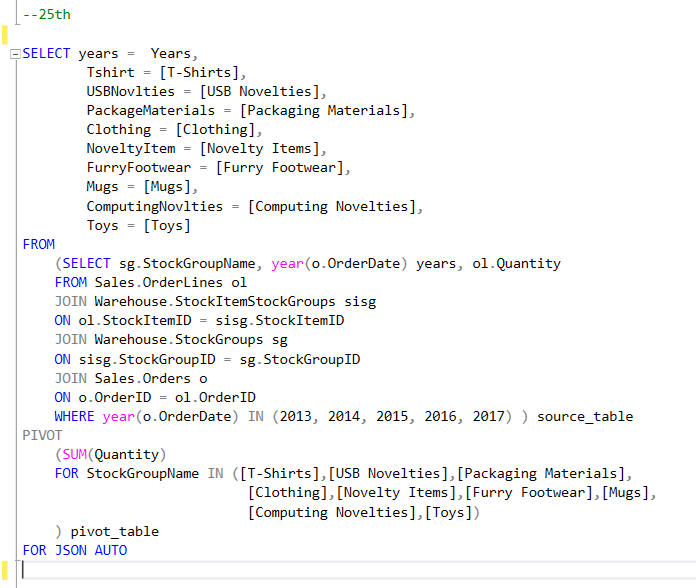 --25th
SELECT years =  Years,
        Tshirt = [T-Shirts],
        USBNovlties = [USB Novelties],
        PackageMaterials = [Packaging Materials],
        Clothing = [Clothing],
        NoveltyItem = [Novelty Items],
        FurryFootwear = [Furry Footwear],
        Mugs = [Mugs],
        ComputingNovlties = [Computing Novelties],
        Toys = [Toys]
FROM
    (SELECT sg.StockGroupName, year(o.OrderDate) years, ol.Quantity
    FROM Sales.OrderLines ol
    JOIN Warehouse.StockItemStockGroups sisg
    ON ol.StockItemID = sisg.StockItemID
    JOIN Warehouse.StockGroups sg
    ON sisg.StockGroupID = sg.StockGroupID
    JOIN Sales.Orders o
    ON o.OrderID = ol.OrderID
    WHERE year(o.OrderDate) IN (2013, 2014, 2015, 2016, 2017) ) source_table
PIVOT
    (SUM(Quantity)
    FOR StockGroupName IN ([T-Shirts],[USB Novelties],[Packaging Materials],
                            [Clothing],[Novelty Items],[Furry Footwear],[Mugs],
                            [Computing Novelties],[Toys])
    ) pivot_table
FOR JSON AUTO